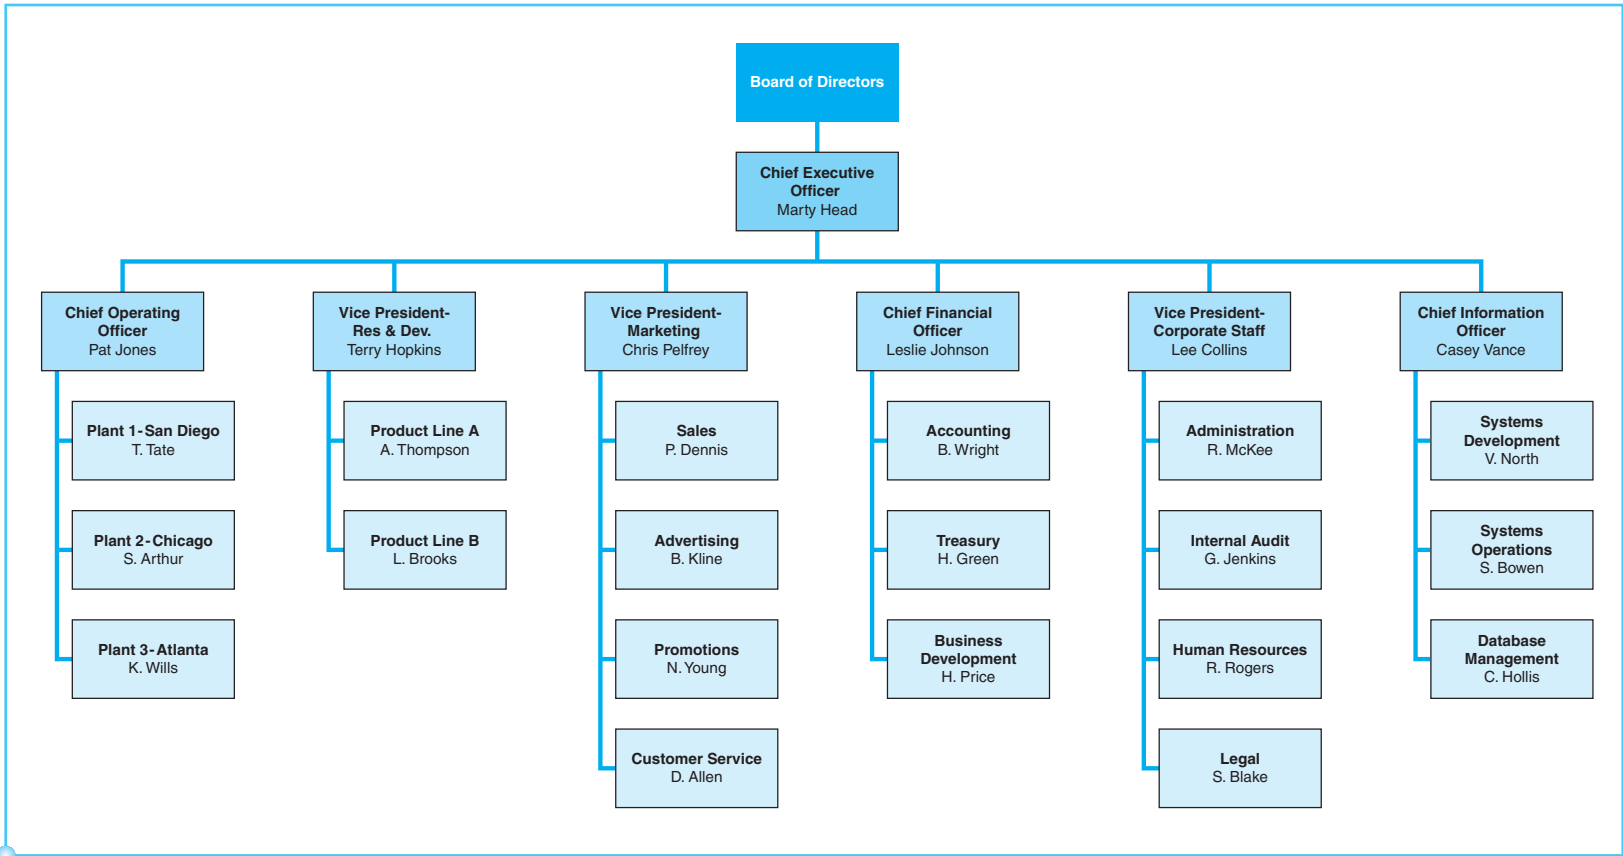 Board of Directors
Chief Executive
Officer
Marty Head
Chief Operating
Officer
Pat Jones
Vice President-
Res & Dev.
Terry Hopkins
Vice President-
Marketing
Chris Pelfrey
Chief Financial
Officer
Leslie Johnson
Vice President-
Corporate Staff
Lee Collins
Chief Information
Officer
Casey Vance
Plant 1-San Diego
T. Tate
Plant 2-Chicago
S. Arthur
Plant 3-Atlanta
K. Wills
Product Line A
A. Thompson
Product Line B
L. Brooks
Sales
P. Dennis
Advertising
B. Kline
Promotions
N. Young
Customer Service
D. Allen
Accounting
B. Wright
Treasury
H. Green
Business
Development
H. Price
Administration
R. McKee
Internal Audit
G. Jenkins
Human Resources
R. Rogers
Legal
S. Blake
Systems
Development
V. North
Systems
Operations
S. Bowen
Database
Management
C. Hollis